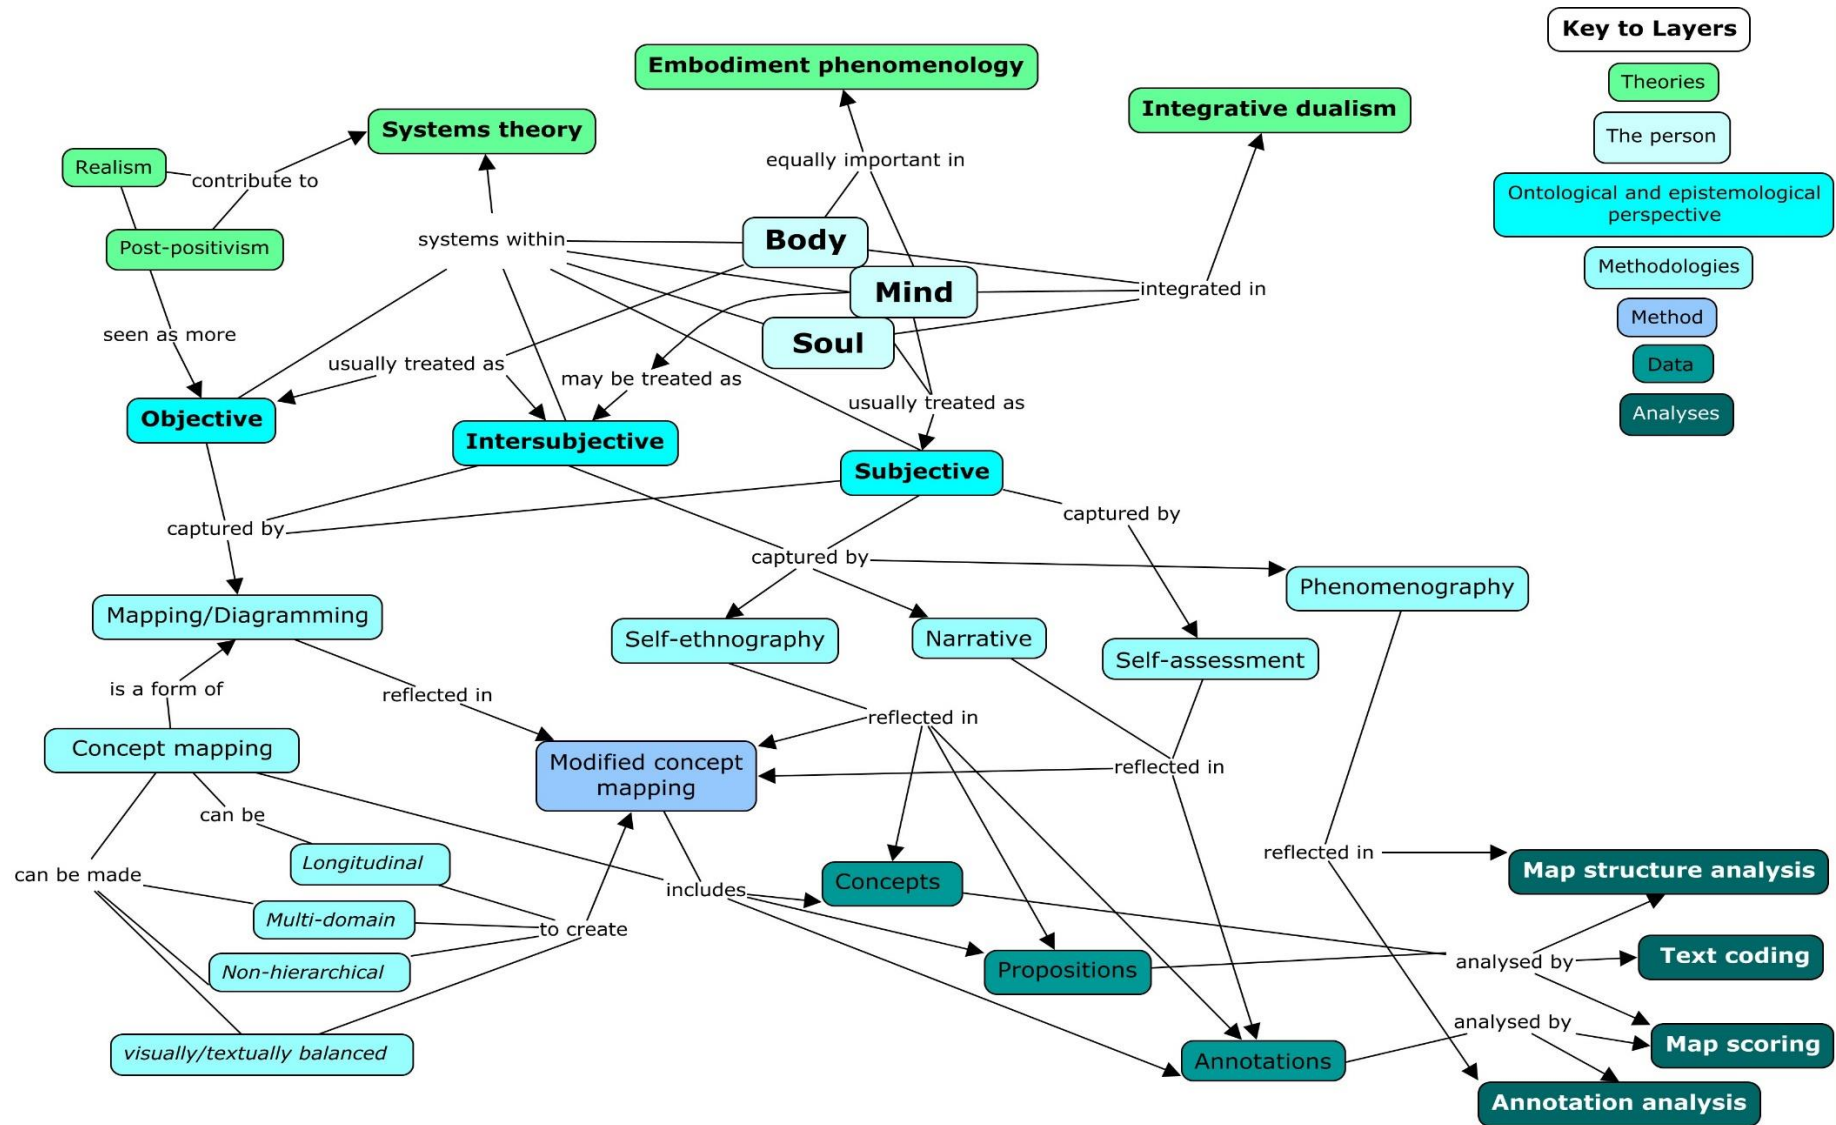 Key to Layers
Theories
The person
Ontological and epistemological
perspective
Methodologies
Method
Data
Analyses
Embodiment phenomenology
Integrative dualism
Systems theory
Realism
contribute to
equally important in
Post-positivism
systems within
Body
Mind
Soul
integrated in
seen as more
usually treated as
may be treated as
usually treated as
Objective
Intersubjective
Subjective
captured by
captured by
captured by
Mapping/Diagramming
Self-ethnography
Narrative
Self-assessment
Phenomenography
is a form of
reflected in
reflected in
reflected in
reflected in
Concept mapping
Modified concept
mapping
can be
can be made
Longitudinal
Multi-domain
Non-hierarchical
visually/textually balanced
to create
includes
Concepts
Propositions
Annotations
analysed by
analysed by
Map structure analysis
Text coding
Map scoring
Annotation analysis